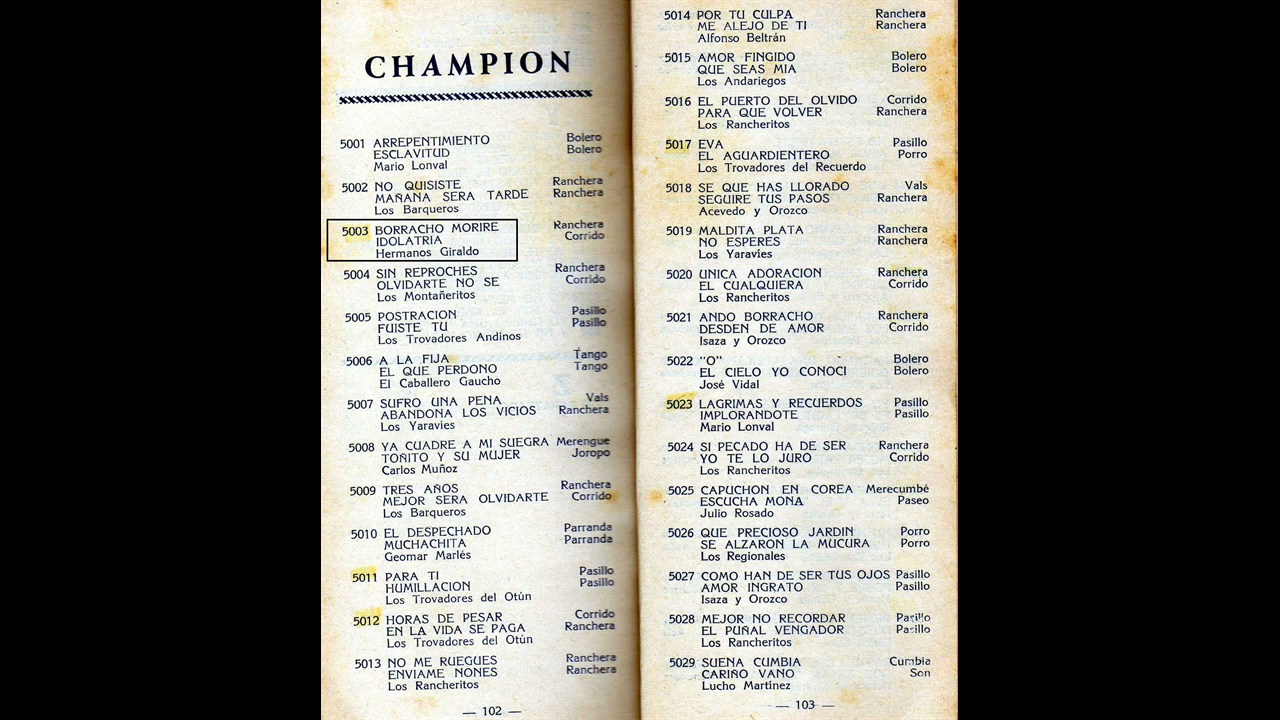 CHAMPION
5001 ARREPENTIMIENTO Bolero
ESCLAVITUD Bolero
Mario Lonval
5002 NO QUISISTE Ranchera
MAÑANA SERA TARDE Ranchera
Los Barqueros
5003 BORRACHO MORIRE Ranchera
IDOLATRIA Corrido
Hermanos Giraldo
5004 SIN REPROCHES Ranchera
OLVIDARTE NO SE Corrido
Los Montañeritos
5005 POSTRACION Pasillo
FUISTE TU Pasillo
Los Trovadores Andinos
5006 A LA FIJA Tango
EL QUE PERDONO Tango
El Caballero Gaucho
5007 SUFRO UNA PENA Vals
ABANDONA LOS VICIOS Ranchera
Los Yaravies
5008 YA CUADRE A MI SUEGRA Merengue
TOÑITO Y SU MUJER Joropo
Carlos Muñoz
5009 TRES AÑOS Ranchera
MEJOR SERA OLVIDARTE Corrido
Los Barqueros
5010 EL DESPECHADO Parranda
MUCHACHITA Parranda
Geomar Marlés
5011 PARA TI Pasillo
HUMILLACION Pasillo
Los Trovadores del Otún
5012 HORAS DE PESAR Corrido
EN LA VIDA SE PAGA Ranchera
Los Trovadores del Otún
5013 NO ME RUEGUES Ranchera
ENVIAME NONES Ranchera
Los Rancheritos
— 102 —
5014 POR TU CULPA Ranchera
ME ALEJO DE TI Ranchera
Alfonso Beltrán
5015 AMOR FINGIDO Bolero
QUE SEAS MIA Bolero
Los Andariegos
5016 EL PUERTO DEL OLVIDO Corrido
PARA QUE VOLVER Ranchera
Los Rancheritos
5017 EVA Pasillo
EL AGUARDIENTERO Porro
Los Trovadores del Recuerdo
5018 SE QUE HAS LLORADO Vals
SEGUIRE TUS PASOS Ranchera
Acevedo y Orozco
5019 MALDITA PLATA Ranchera
NO ESPERES Ranchera
Los Yaravíes
5020 UNICA ADORACION Ranchera
EL CUALQUIERA Corrido
Los Rancheritos
5021 ANDO BORRACHO Ranchera
DESDEN DE AMOR Corrido
Isaza y Orozco
5022 "O" Bolero
EL CIELO YO CONOCI Bolero
José Vidal
5023 LAGRIMAS Y RECUERDOS Pasillo
IMPLORANDOTE Pasillo
Mario Lonval
5024 SI PECADO HA DE SER Ranchera
YO TE LO JURO Corrido
Los Rancheritos
5025 CAPUCHON EN COREA Merecumbé
ESCUCHA MONA Paseo
Julio Rosado
5026 QUE PRECIOSO JARDIN Porro
SE ALZARON LA MUCURA Porro
Los Regionales
5027 COMO HAN DE SER TUS OJOS Pasillo
AMOR INGRATO Pasillo
Isaza y Orozco
5028 MEJOR NO RECORDAR Pasillo
EL PUÑAL VENGADOR Pasillo
Los Rancheritos
5029 SUENA CUMBIA Cumbia
CARIÑO VANO Son
Lucho Martínez
— 103 —